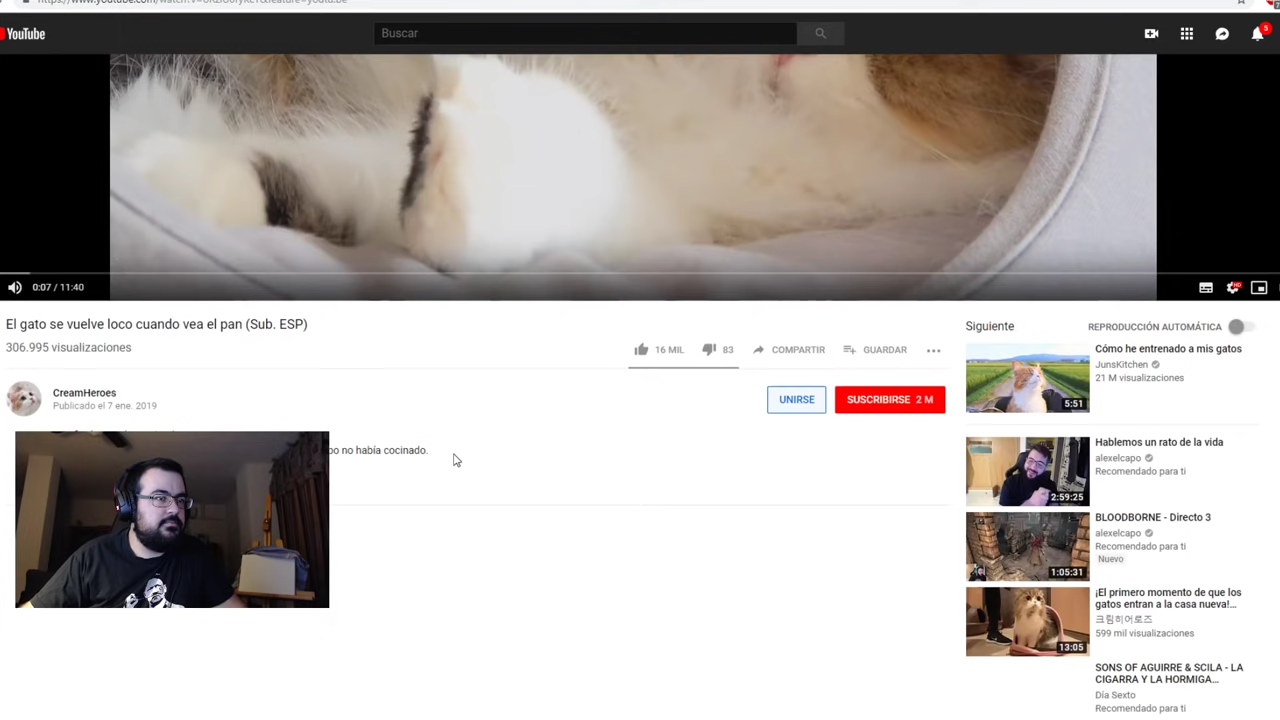 YouTube
Buscar
5
0:07 / 11:40
HD
El gato se vuelve loco cuando vea el pan (Sub. ESP)
306.995 visualizaciones
16 MIL
83
COMPARTIR
GUARDAR
CreamHeroes
Publicado el 7 ene. 2019
UNIRSE
SUSCRIBIRSE 2 M
no había cocinado.
Siguiente
REPRODUCCIÓN AUTOMÁTICA
Cómo he entrenado a mis gatos
JunsKitchen
21 M visualizaciones
5:51
Hablemos un rato de la vida
alexelcapo
Recomendado para ti
2:59:25
BLOODBORNE - Directo 3
alexelcapo
Recomendado para ti
Nuevo
1:05:31
¡El primero momento de que los
gatos entran a la casa nueva!...
크림히어로즈
599 mil visualizaciones
13:05
SONS OF AGUIRRE & SCILA - LA
CIGARRA Y LA HORMIGA...
Día Sexto
Recomendado para ti